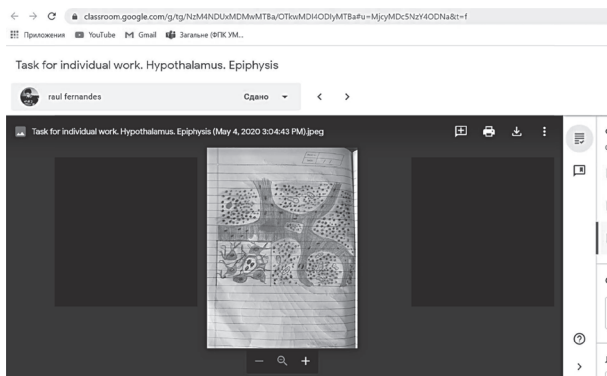 classroom.google.com/g/tg/NzM4NDUxMDMwMTBa/OTkwMDI4ODIyMTBa#u=MjcyMDc5NzY4ODNa&t=f
Приложения YouTube Gmail Загальне (ФПК УМ...
Task for individual work. Hypothalamus. Epiphysis
raul fernandes Сдано
Task for individual work. Hypothalamus. Epiphysis (May 4, 2020 3:04:43 PM).jpeg